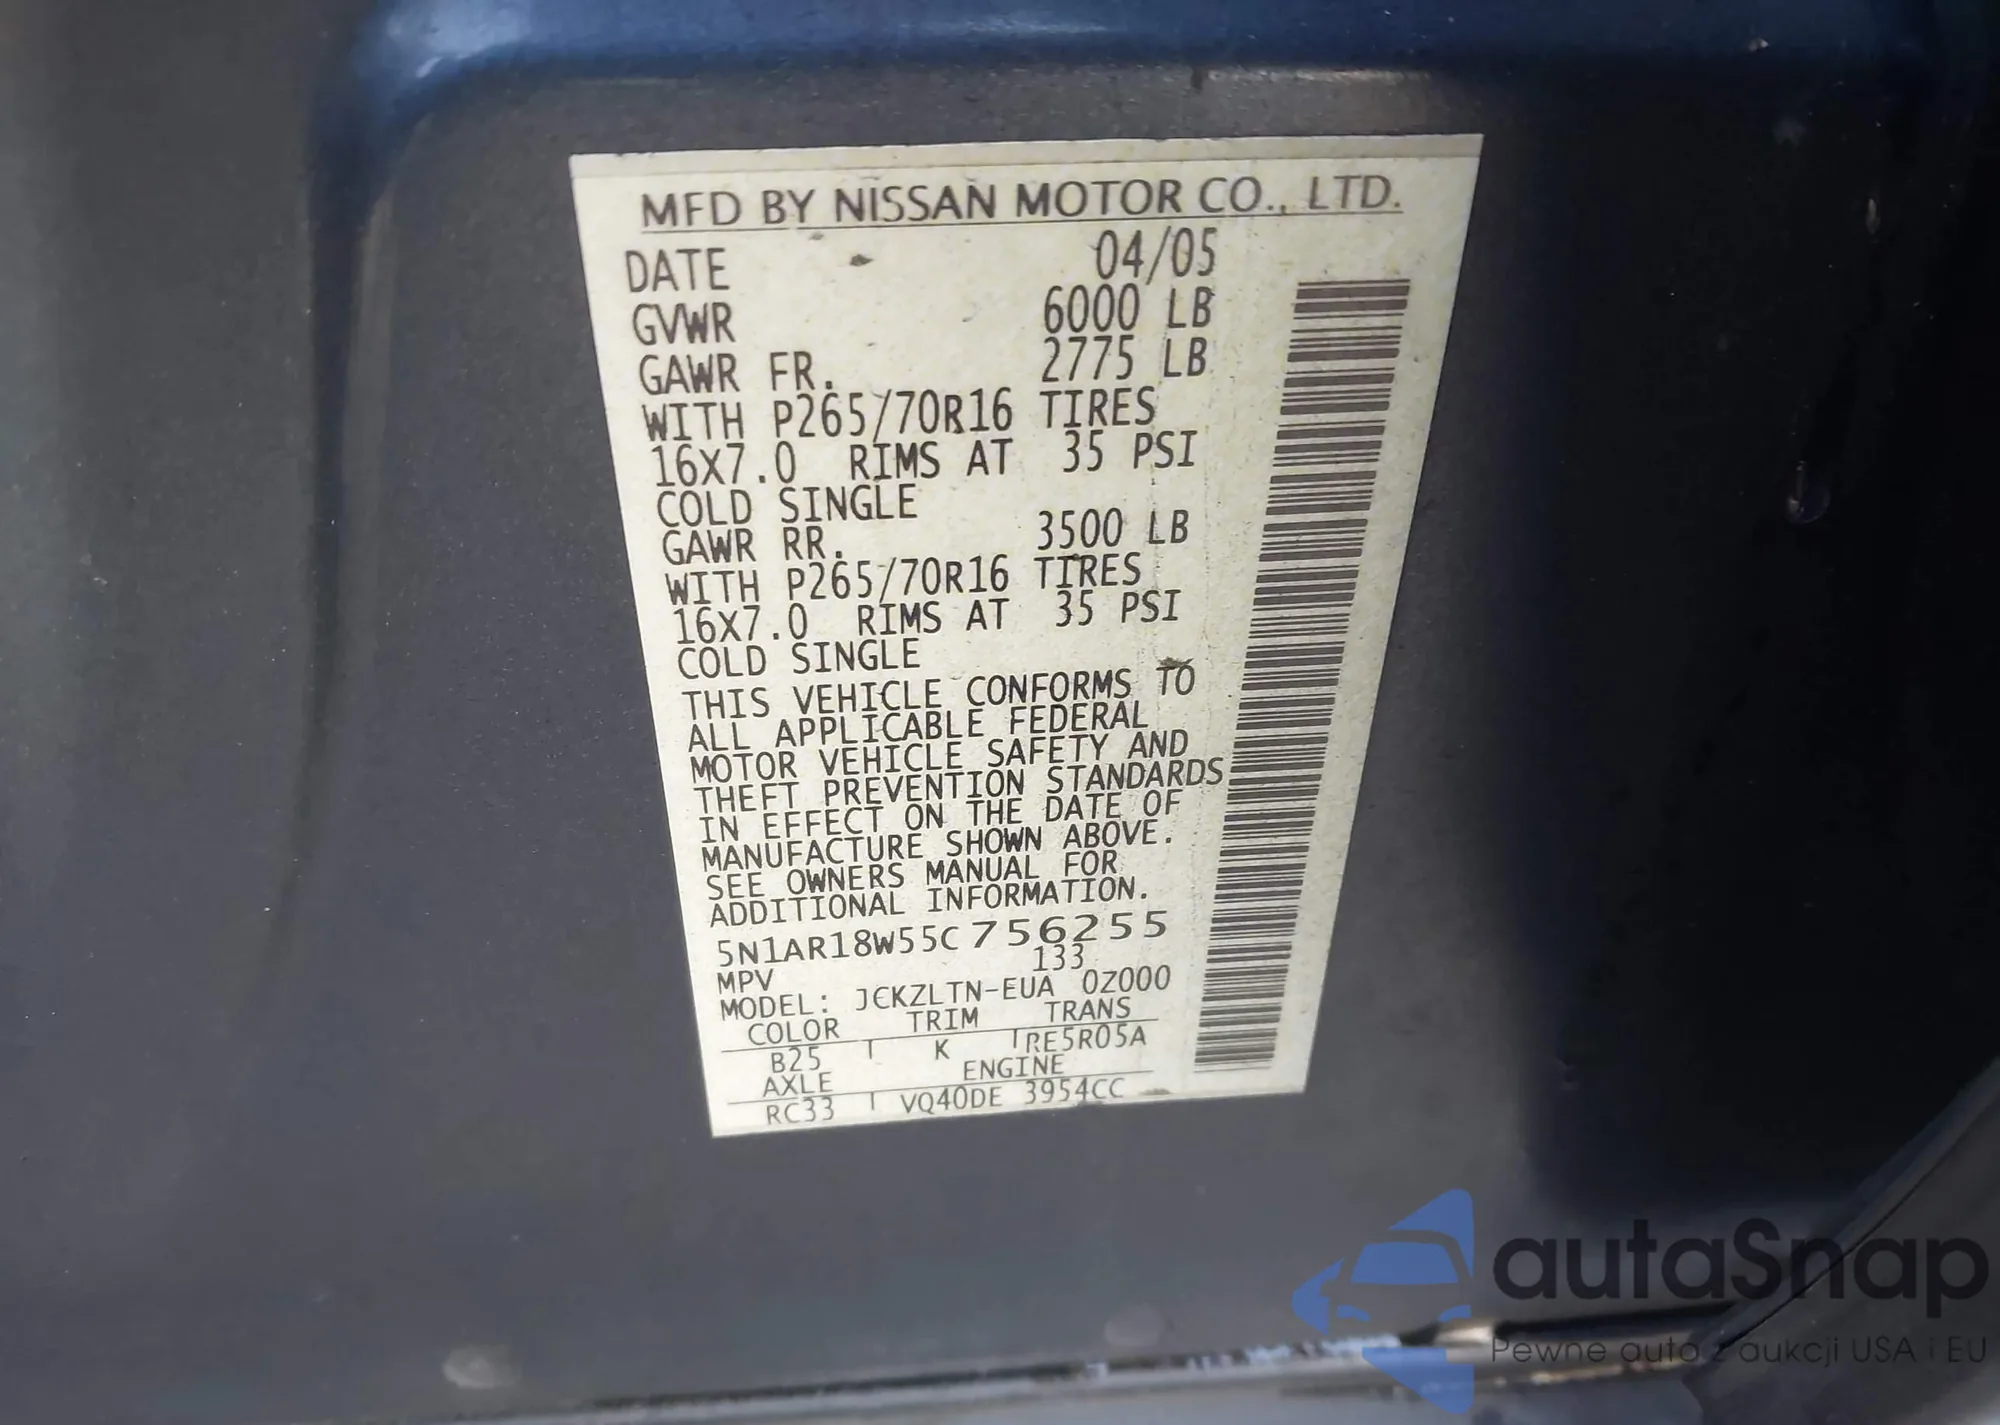 MFD BY NISSAN MOTOR CO., LTD.
DATE 04/05
GVWR 6000 LB
GAWR FR. 2775 LB
WITH P265/70R16 TIRES
16X7.0 RIMS AT 35 PSI
COLD SINGLE
GAWR RR. 3500 LB
WITH P265/70R16 TIRES
16X7.0 RIMS AT 35 PSI
COLD SINGLE
THIS VEHICLE CONFORMS TO
ALL APPLICABLE FEDERAL
MOTOR VEHICLE SAFETY AND
THEFT PREVENTION STANDARDS
IN EFFECT ON THE DATE OF
MANUFACTURE SHOWN ABOVE.
SEE OWNERS MANUAL FOR
ADDITIONAL INFORMATION.
5N1AR18W55C756255
MPV 133
MODEL: JCKZLTN-EUA 0Z000
COLOR TRIM TRANS
B25 K RE5R05A
AXLE ENGINE
RC33 VQ40DE 3954CC
autaSnap
Pewne auta z aukcji USA i EU